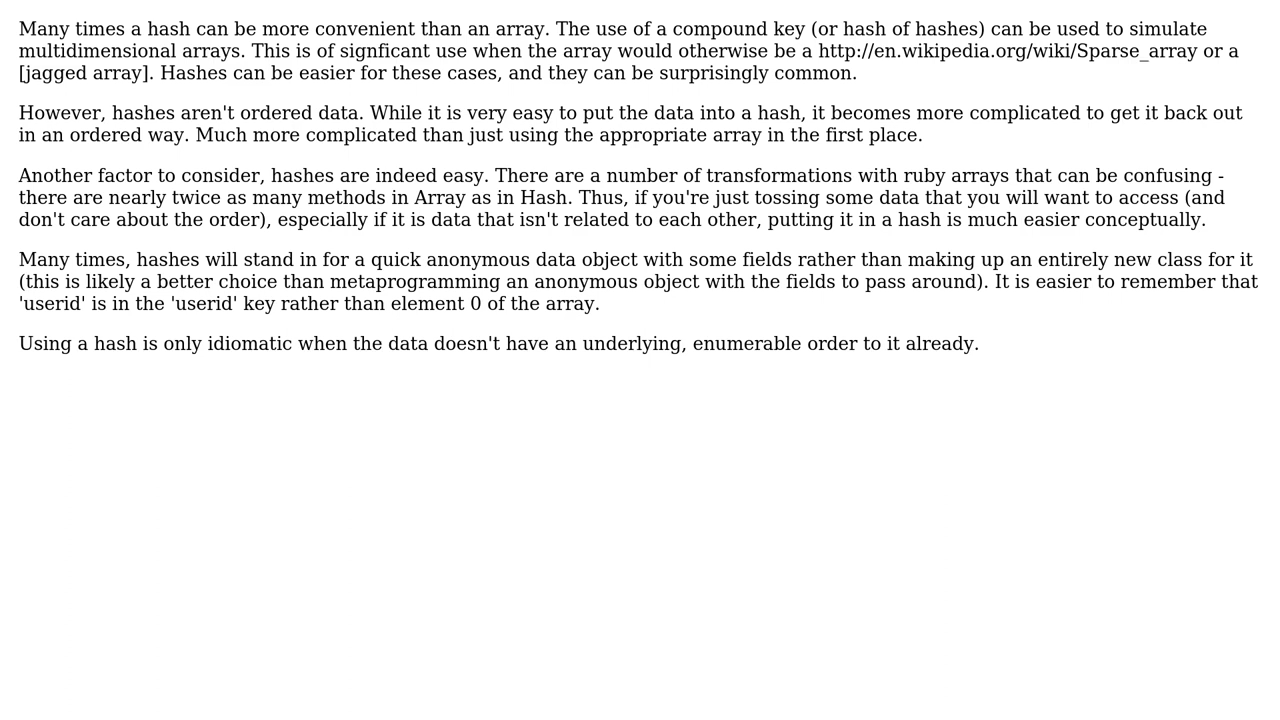 Many times a hash can be more convenient than an array. The use of a compound key (or hash of hashes) can be used to simulate
multidimensional arrays. This is of signficant use when the array would otherwise be a http://en.wikipedia.org/wiki/Sparse_array or a
[jagged array]. Hashes can be easier for these cases, and they can be surprisingly common.
However, hashes aren't ordered data. While it is very easy to put the data into a hash, it becomes more complicated to get it back out
in an ordered way. Much more complicated than just using the appropriate array in the first place.
Another factor to consider, hashes are indeed easy. There are a number of transformations with ruby arrays that can be confusing -
there are nearly twice as many methods in Array as in Hash. Thus, if you're just tossing some data that you will want to access (and
don't care about the order), especially if it is data that isn't related to each other, putting it in a hash is much easier conceptually.
Many times, hashes will stand in for a quick anonymous data object with some fields rather than making up an entirely new class for it
(this is likely a better choice than metaprogramming an anonymous object with the fields to pass around). It is easier to remember that
'userid' is in the 'userid' key rather than element 0 of the array.
Using a hash is only idiomatic when the data doesn't have an underlying, enumerable order to it already.